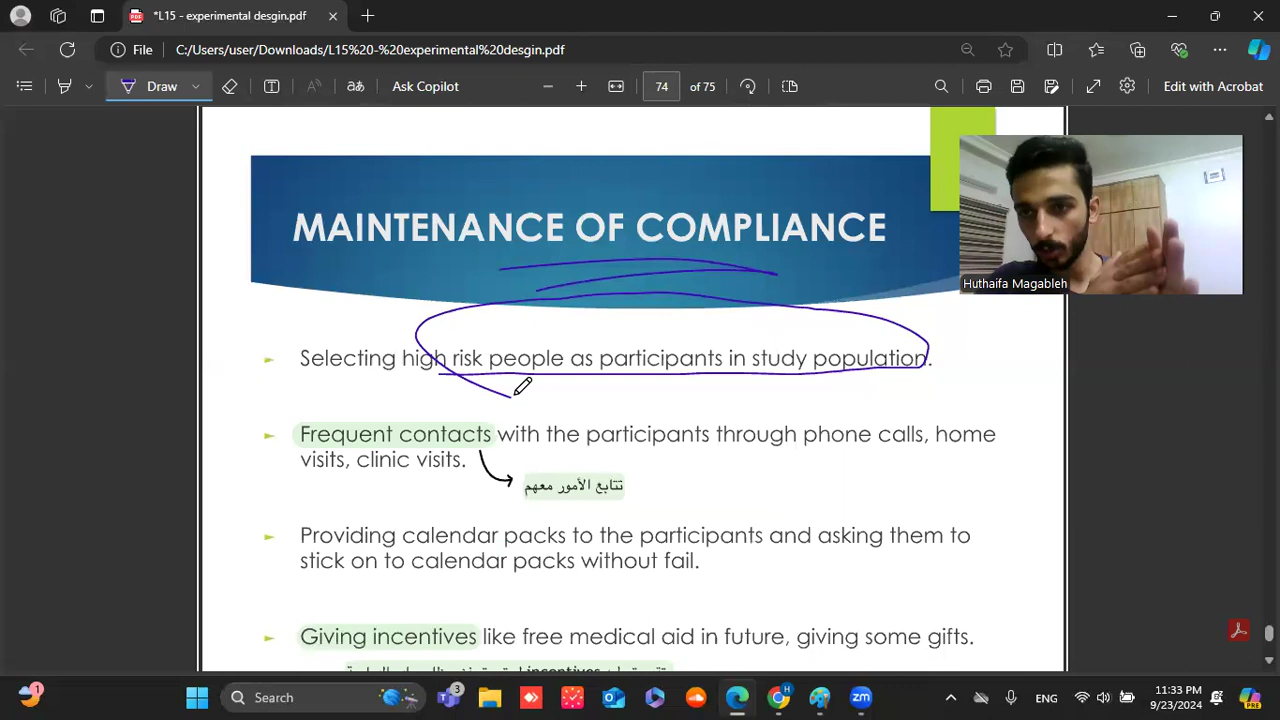 *L15 - experimental desgin.pdf
File
C:/Users/user/Downloads/L15%20-%20experimental%20desgin.pdf
Draw
Ask Copilot
74
of 75
Edit with Acrobat
MAINTENANCE OF COMPLIANCE
Huthaifa Magableh
Selecting high risk people as participants in study population.
Frequent contacts with the participants through phone calls, home
visits, clinic visits.
تتابع الأمور معهم
Providing calendar packs to the participants and asking them to
stick on to calendar packs without fail.
Giving incentives like free medical aid in future, giving some gifts.
incentives
1
Search
3
ENG
11:33 PM
9/23/2024